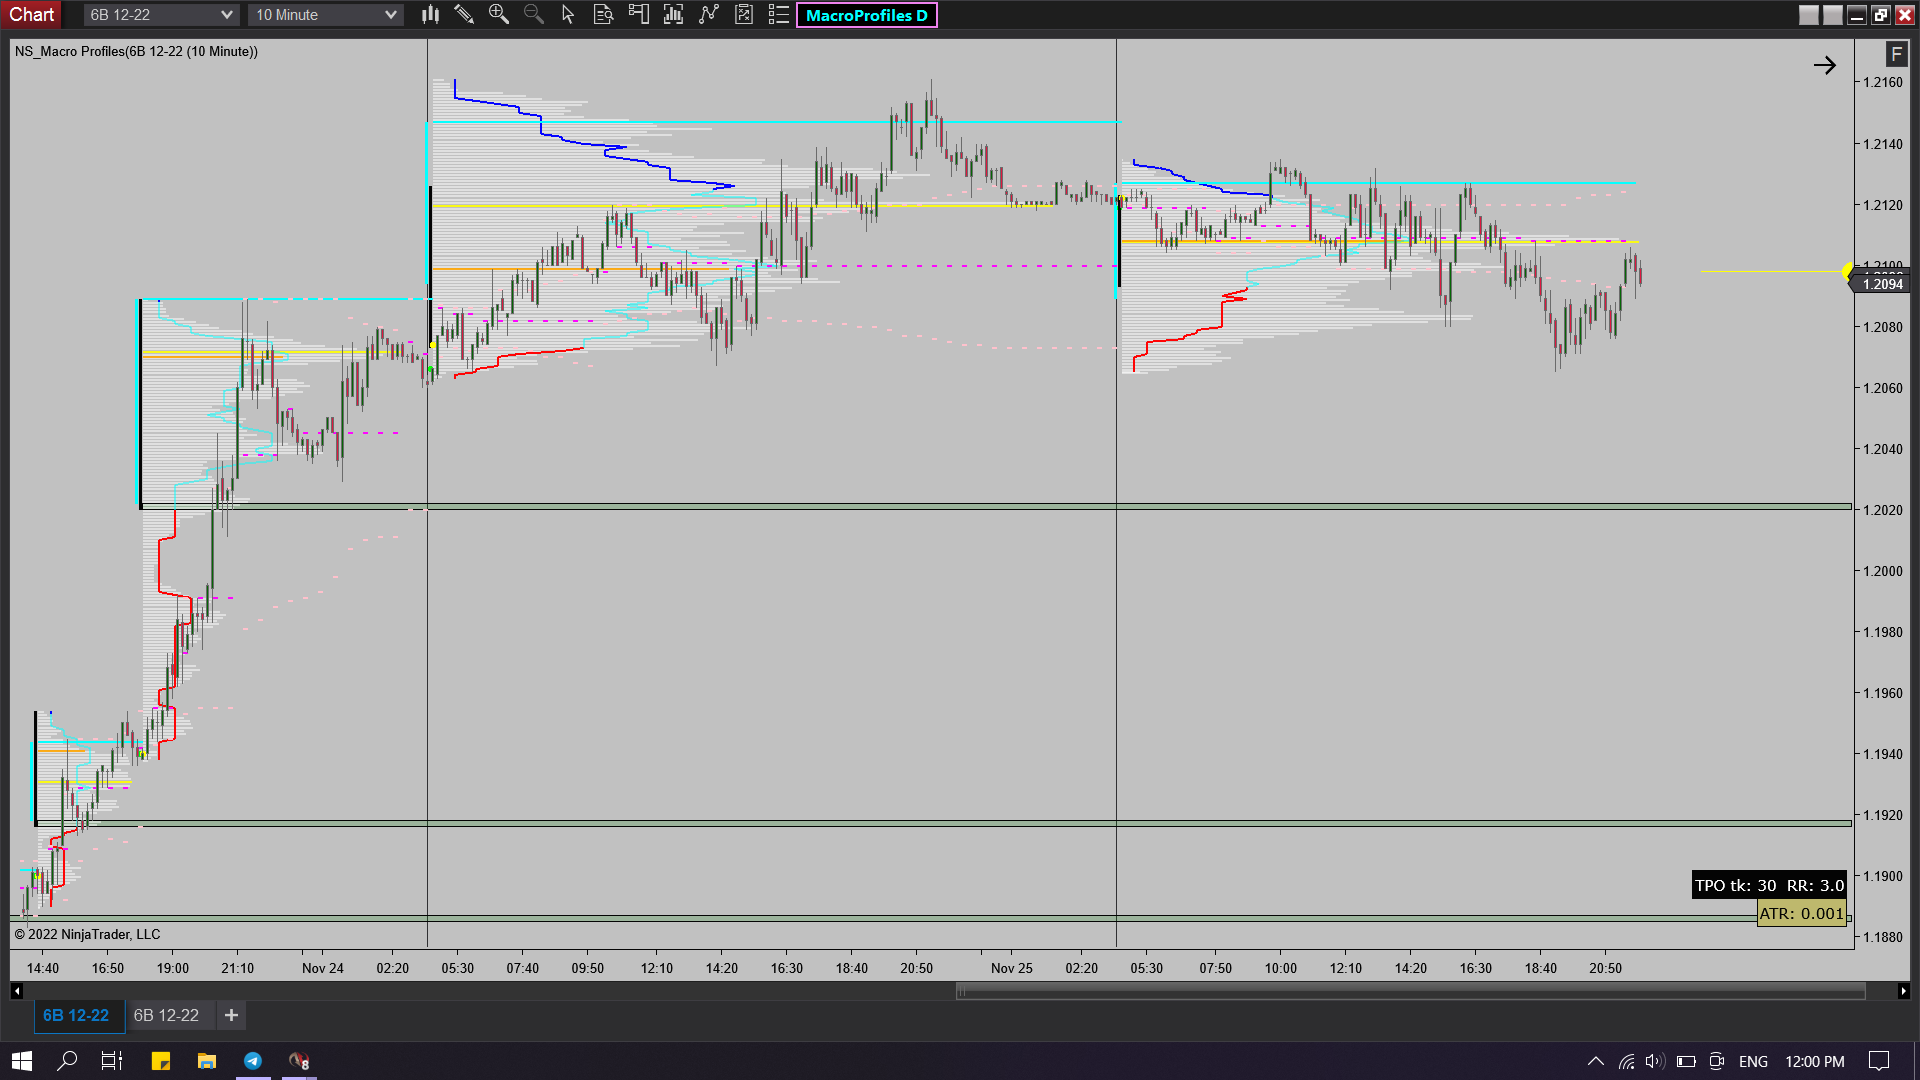 Chart
6B 12-22
10 Minute
MacroProfiles D
NS_Macro Profiles(6B 12-22 (10 Minute))
F
1.2160
1.2140
1.2120
1.2100
1.2094
1.2080
1.2060
1.2040
1.2020
1.2000
1.1980
1.1960
1.1940
1.1920
1.1900
1.1880
TPO tk: 30 RR: 3.0
ATR: 0.001
© 2022 NinjaTrader, LLC
14:40 16:50 19:00 21:10 Nov 24 02:20 05:30 07:40 09:50 12:10 14:20 16:30 18:40 20:50 Nov 25 02:20 05:30 07:50 10:00 12:10 14:20 16:30 18:40 20:50
6B 12-22 6B 12-22 +
8 ENG 12:00 PM